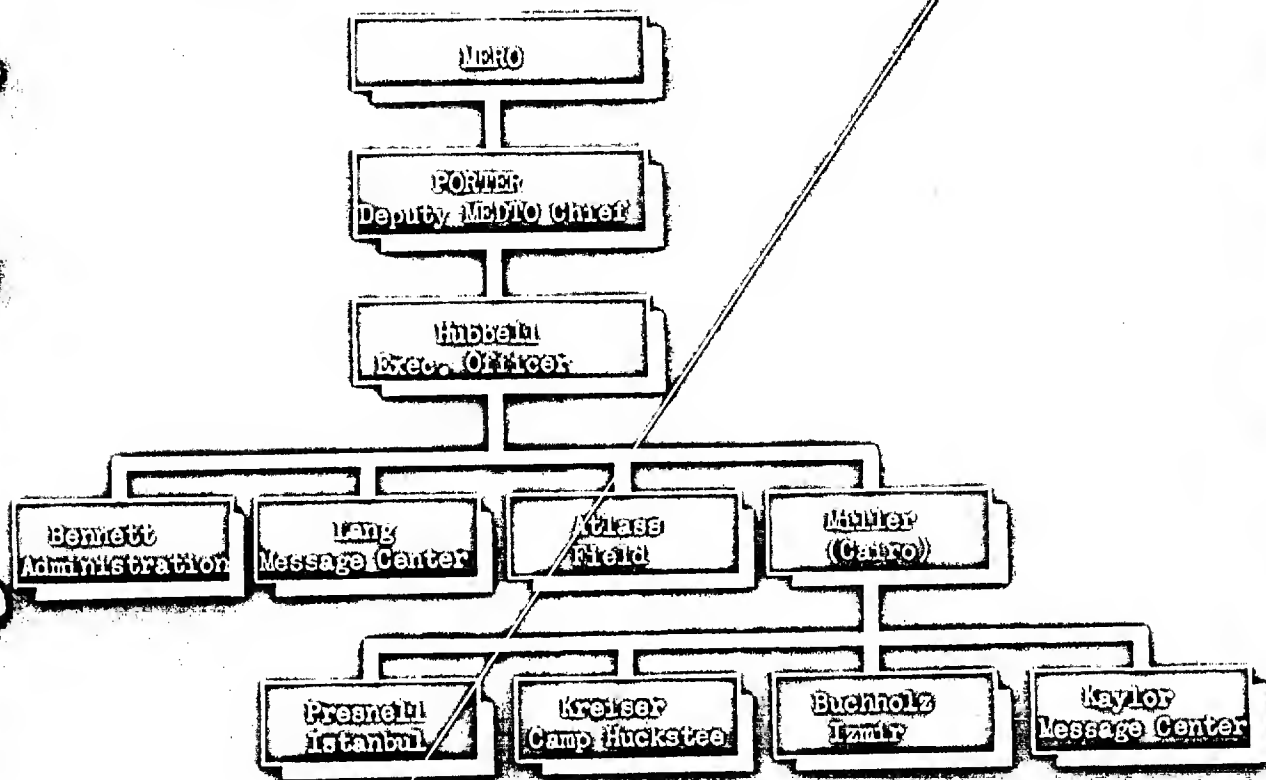 MERO
PORTER
Deputy MEDTO Chief
Hubbell
Exec. Officer
Bennett
Administration
Lang
Message Center
Atlass
Field
Miller
(Cairo)
Presnell
Istanbul
Kreiser
Camp Huckstee
Buchholz
Izmir
Kaylor
Message Center